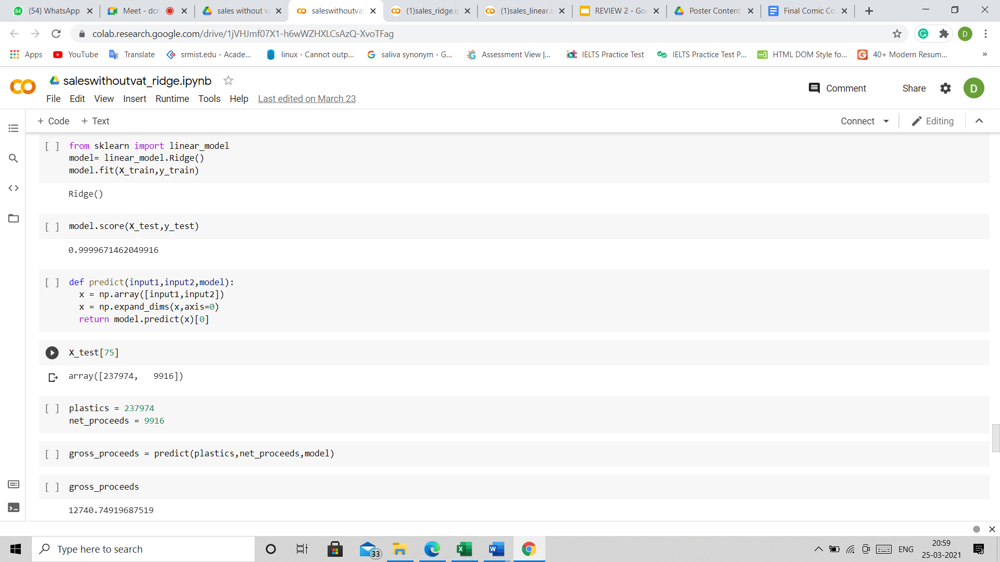 54 (54) WhatsApp
Meet - dcr-
sales without v
saleswithoutva
(1)sales_ridge.i
(1)sales_linear.i
REVIEW 2 - Go
Poster Content
Final Comic Co
colab.research.google.com/drive/1jVHJmf07X1-h6wWZHXLCsAzQ-XvoTFag
D
Apps
YouTube
Translate
srmist.edu - Acade...
linux - Cannot outp...
saliva synonym - G...
Assessment View |...
IELTS Practice Test
IELTS Practice Test P...
HTML DOM Style fo...
40+ Modern Resum...
»
saleswithoutvat_ridge.ipynb
File Edit View Insert Runtime Tools Help Last edited on March 23
Comment
Share
D
+ Code + Text
Connect
Editing
[ ] from sklearn import linear_model
model= linear_model.Ridge()
model.fit(X_train,y_train)
Ridge()
[ ] model.score(X_test,y_test)
0.9999671462049916
[ ] def predict(input1,input2,model):
x = np.array([input1,input2])
x = np.expand_dims(x,axis=0)
return model.predict(x)[0]
X_test[75]
array([237974,   9916])
[ ] plastics = 237974
net_proceeds = 9916
[ ] gross_proceeds = predict(plastics,net_proceeds,model)
[ ] gross_proceeds
12740.74919687519
Type here to search
33
ENG
20:59
25-03-2021